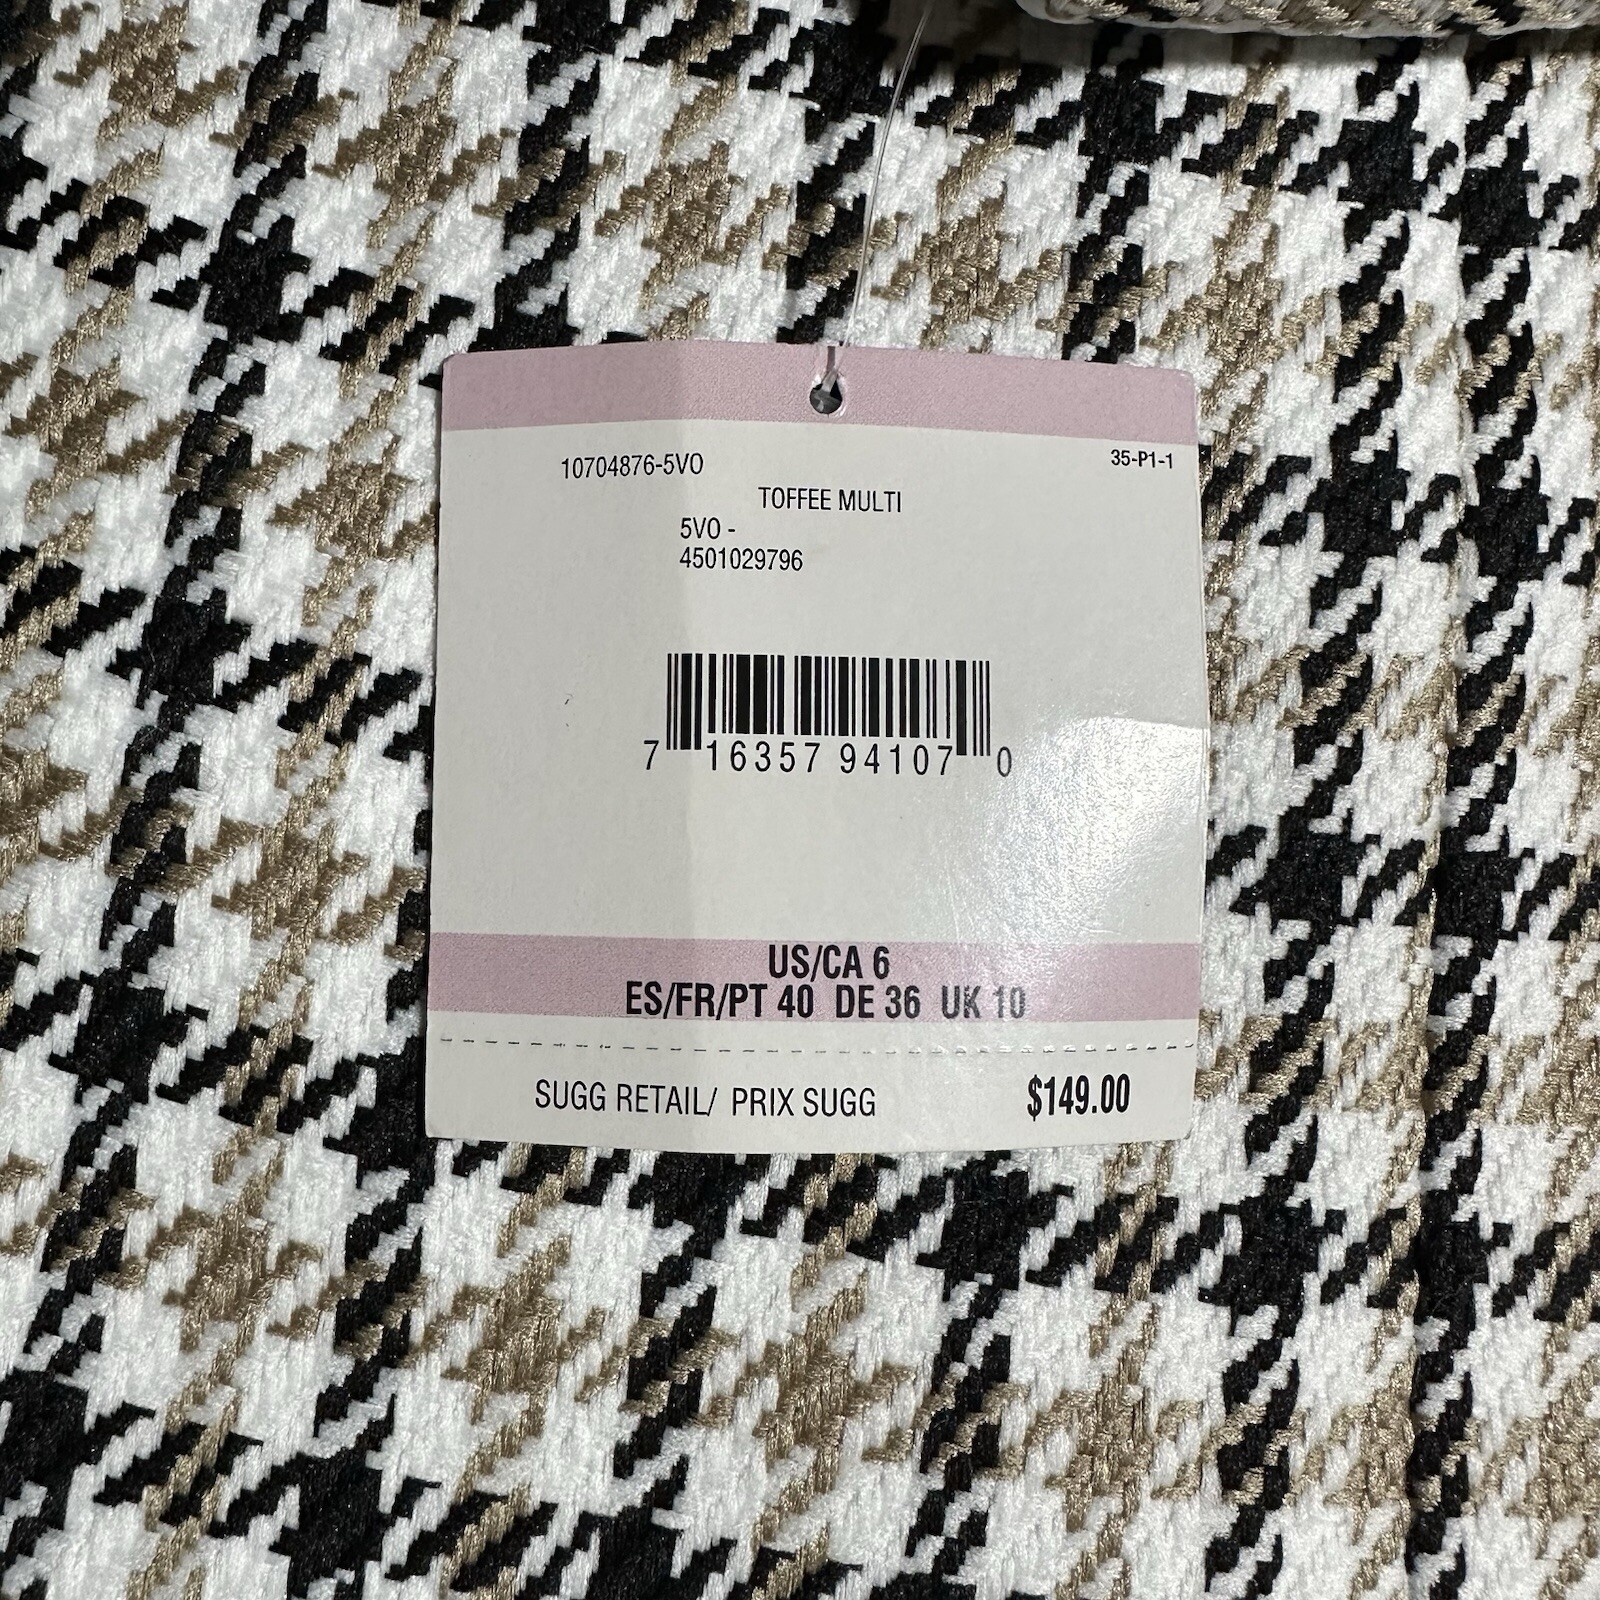 10704876-5VO 35-P1-1
TOFFEE MULTI
5VO -
4501029796
7 16357 94107 0
US/CA 6
ES/FR/PT 40 DE 36 UK 10
SUGG RETAIL/ PRIX SUGG $149.00